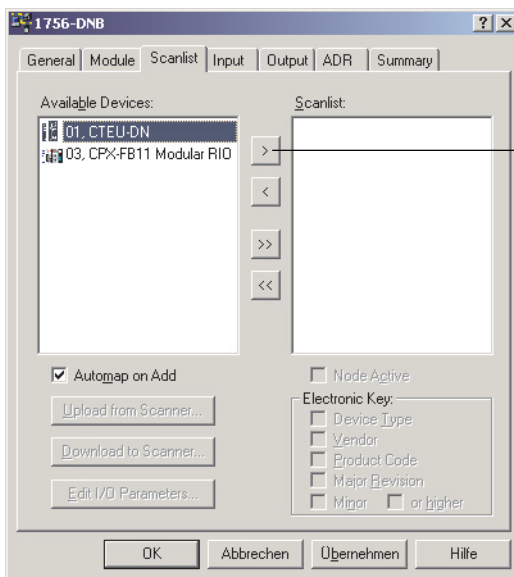 1756-DNB
General Module Scanlist Input Output ADR Summary
Available Devices:
01, CTEU-DN
03, CPX-FB11 Modular RIO
>
<
>>
<<
Scanlist:
Automap on Add
Upload from Scanner...
Download to Scanner...
Edit I/O Parameters...
Node Active
Electronic Key:
Device Type
Vendor
Product Code
Major Revision
Minor or higher
OK Abbrechen Übernehmen Hilfe